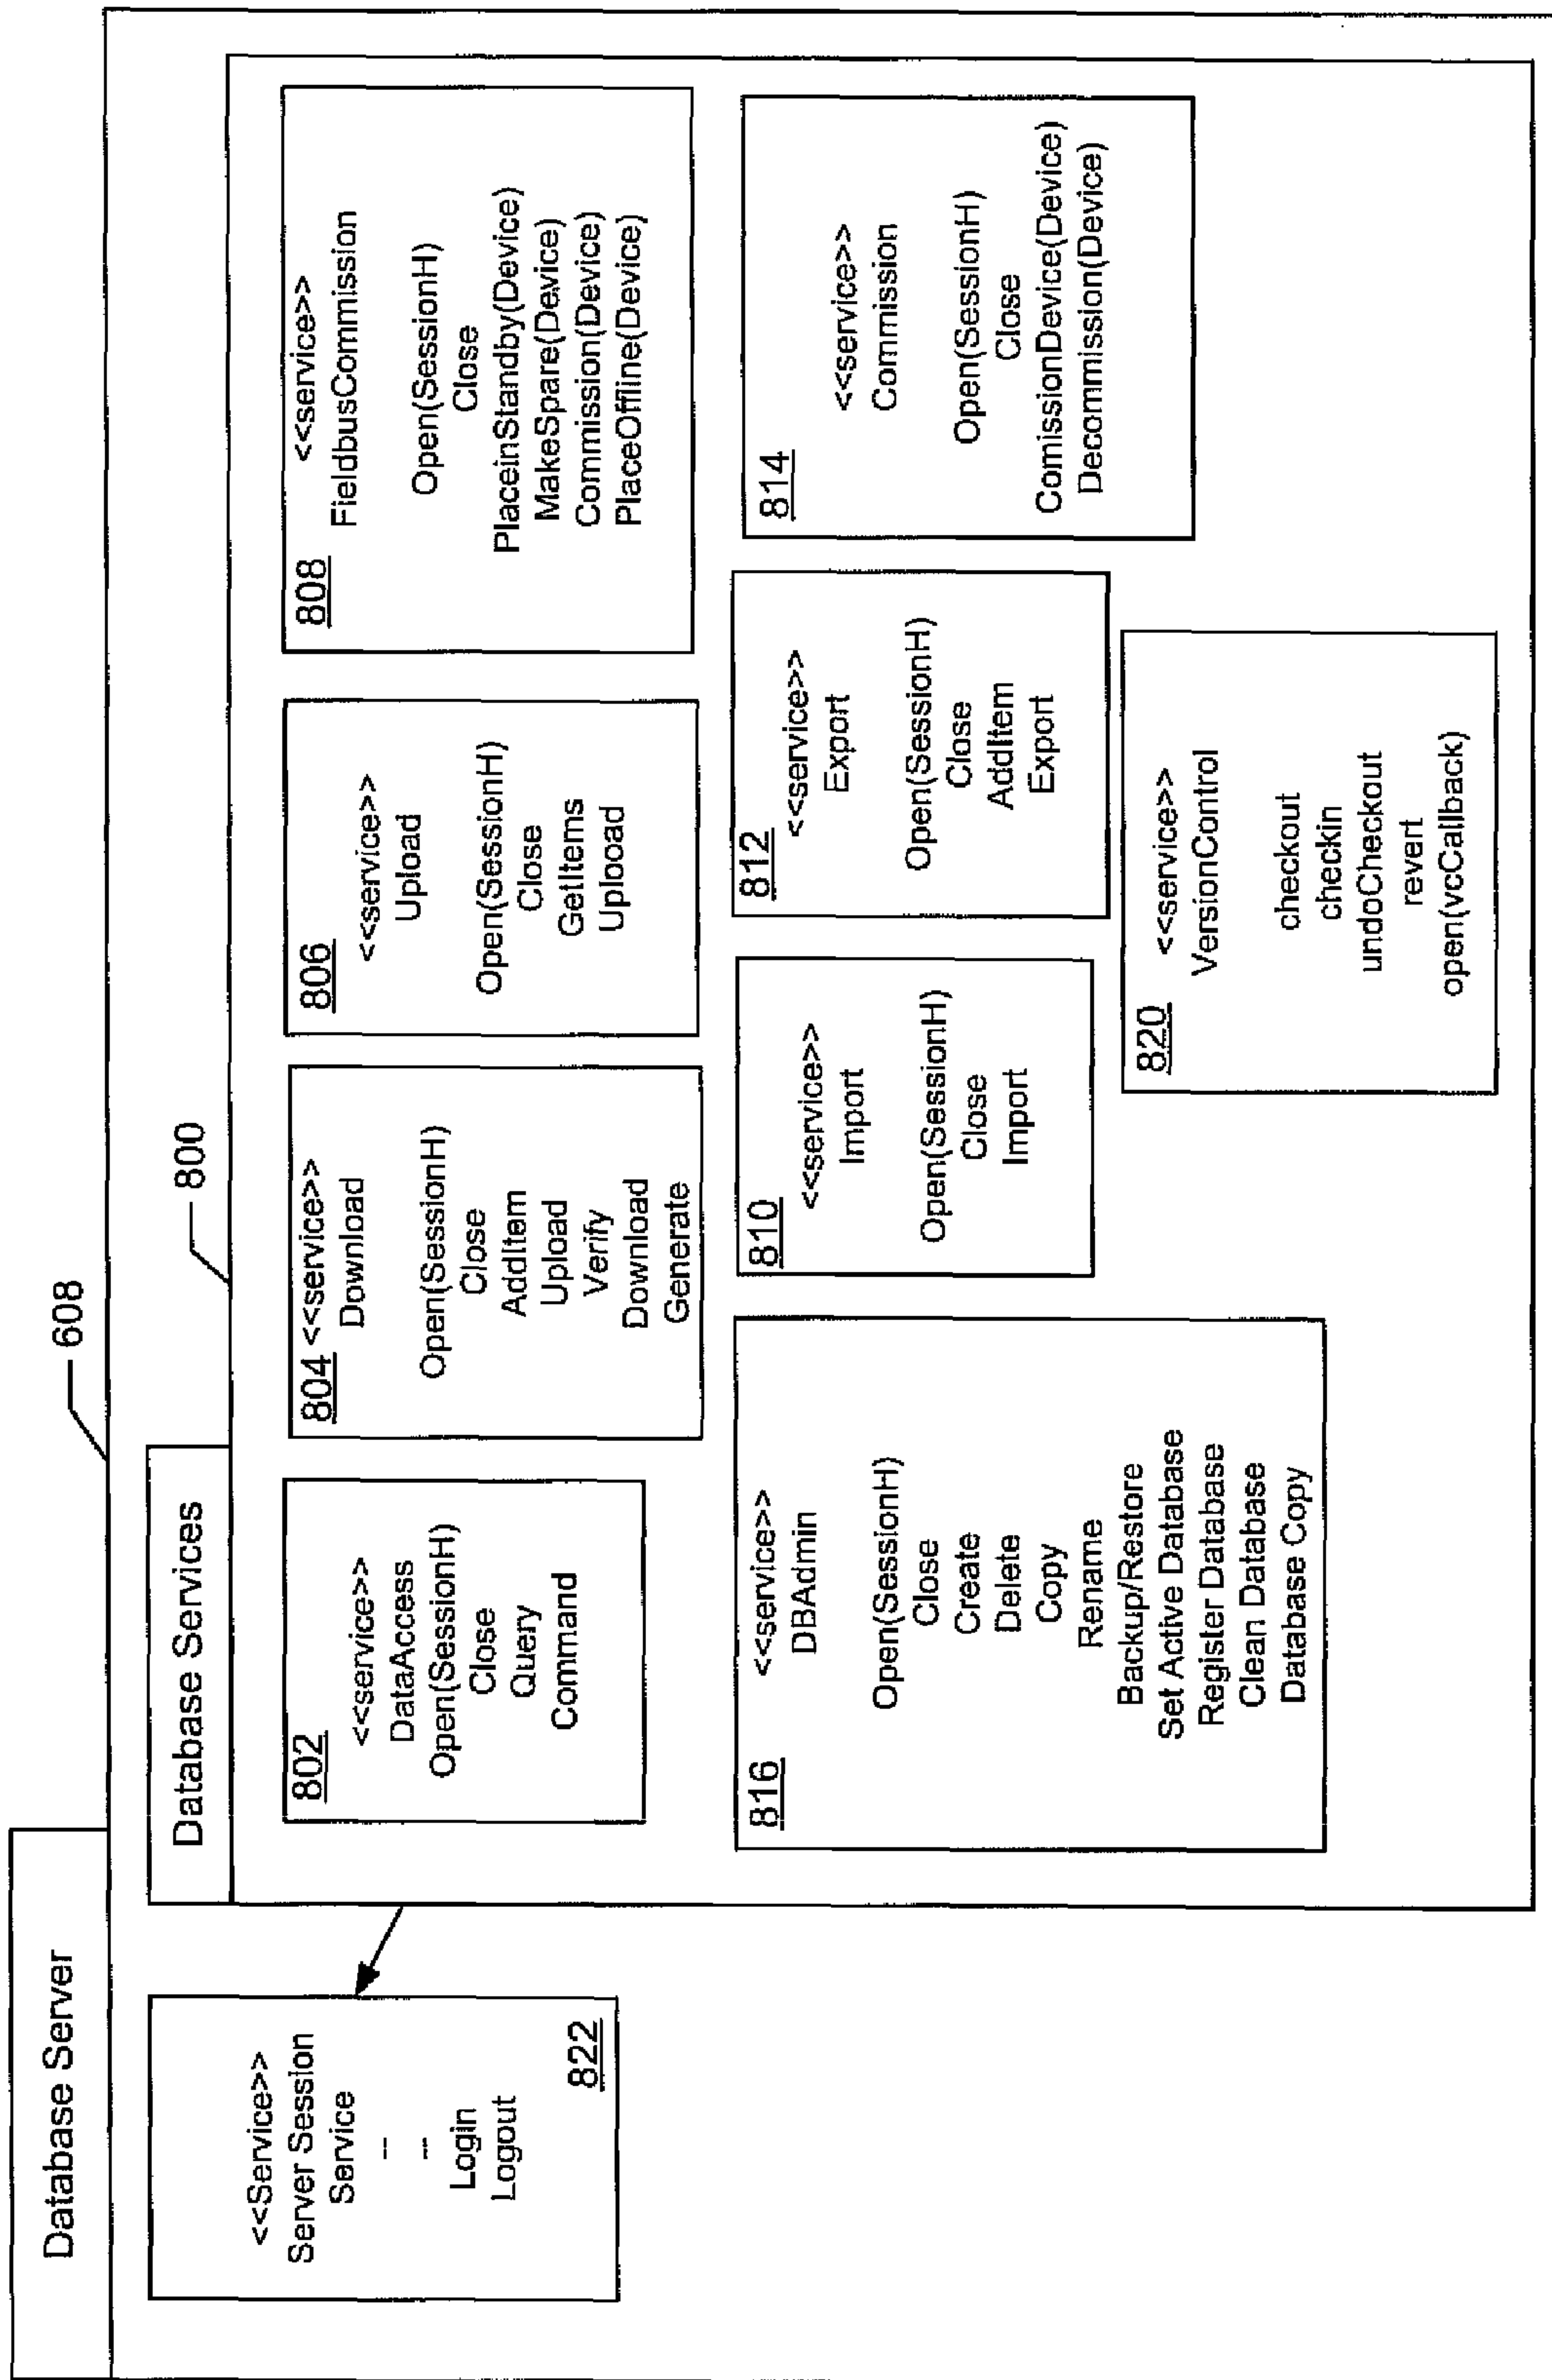 Database Server
608
<<Service>>
Server Session
Service
--
--
Login
Logout
822
Database Services
800
802
<<service>>
DataAccess
Open(SessionH)
Close
Query
Command
804 <<service>>
Download
Open(SessionH)
Close
AddItem
Upload
Verify
Download
Generate
806
<<service>>
Upload
Open(SessionH)
Close
GetItems
Uplooad
808
<<service>>
FieldbusCommission
Open(SessionH)
Close
PlaceinStandby(Device)
MakeSpare(Device)
Commission(Device)
PlaceOffline(Device)
816
<<service>>
DBAdmin
Open(SessionH)
Close
Create
Delete
Copy
Rename
Backup/Restore
Set Active Database
Register Database
Clean Database
Database Copy
810
<<service>>
Import
Open(SessionH)
Close
Import
812
<<service>>
Export
Open(SessionH)
Close
AddItem
Export
814
<<service>>
Commission
Open(SessionH)
Close
ComissionDevice(Device)
Decommission(Device)
820
<<service>>
VersionControl
checkout
checkin
undoCheckout
revert
open(vcCallback)